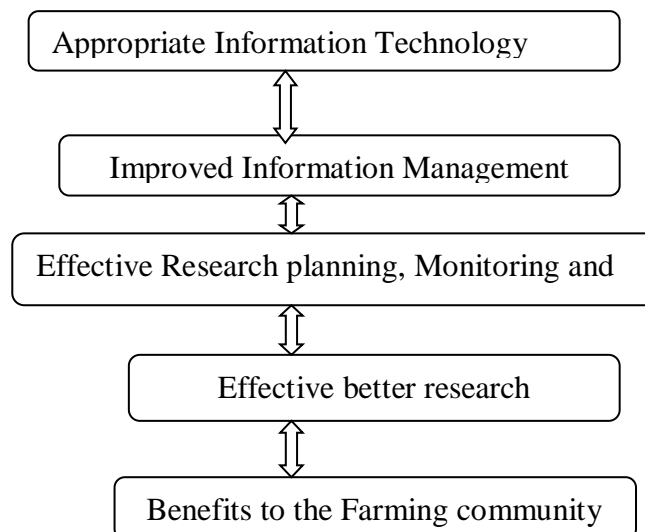 Appropriate Information Technology
Improved Information Management
Effective Research planning, Monitoring and
Effective better research
Benefits to the Farming community